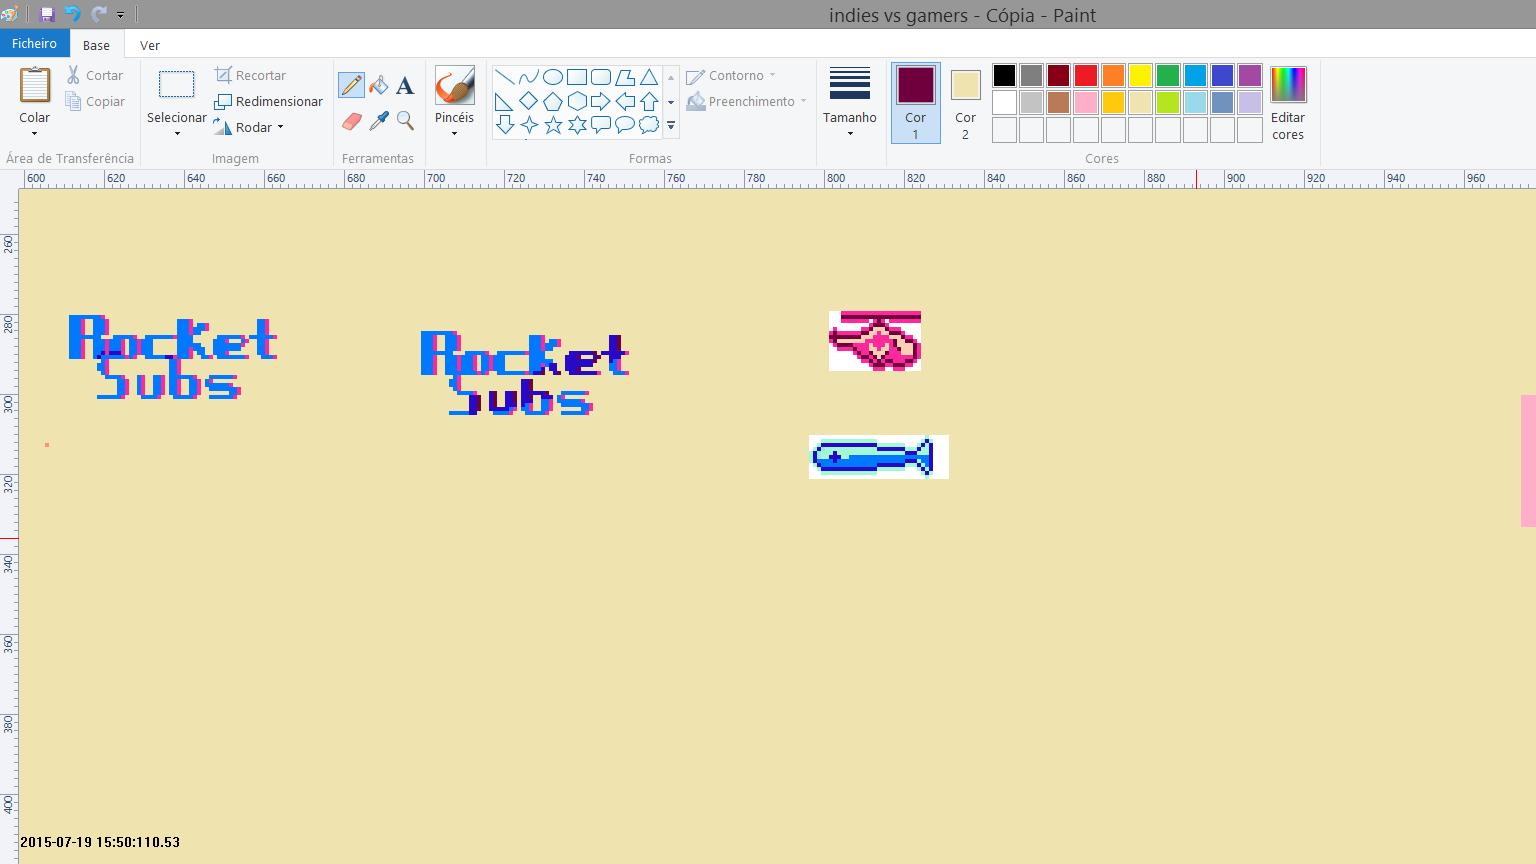 indies vs gamers - Cópia - Paint
Ficheiro Base Ver
Colar
Cortar
Copiar
Área de Transferência
Selecionar
Recortar
Redimensionar
Rodar
Imagem
A
Ferramentas
Pincéis
Contorno
Preenchimento
Formas
Tamanho
Cor
1
Cor
2
Cores
Editar
cores
600 620 640 660 680 700 720 740 760 780 800 820 840 860 880 900 920 940 960
260
280
300
320
340
360
380
400
Rocket
Subs
Rocket
Subs
2015-07-19 15:50:110.53